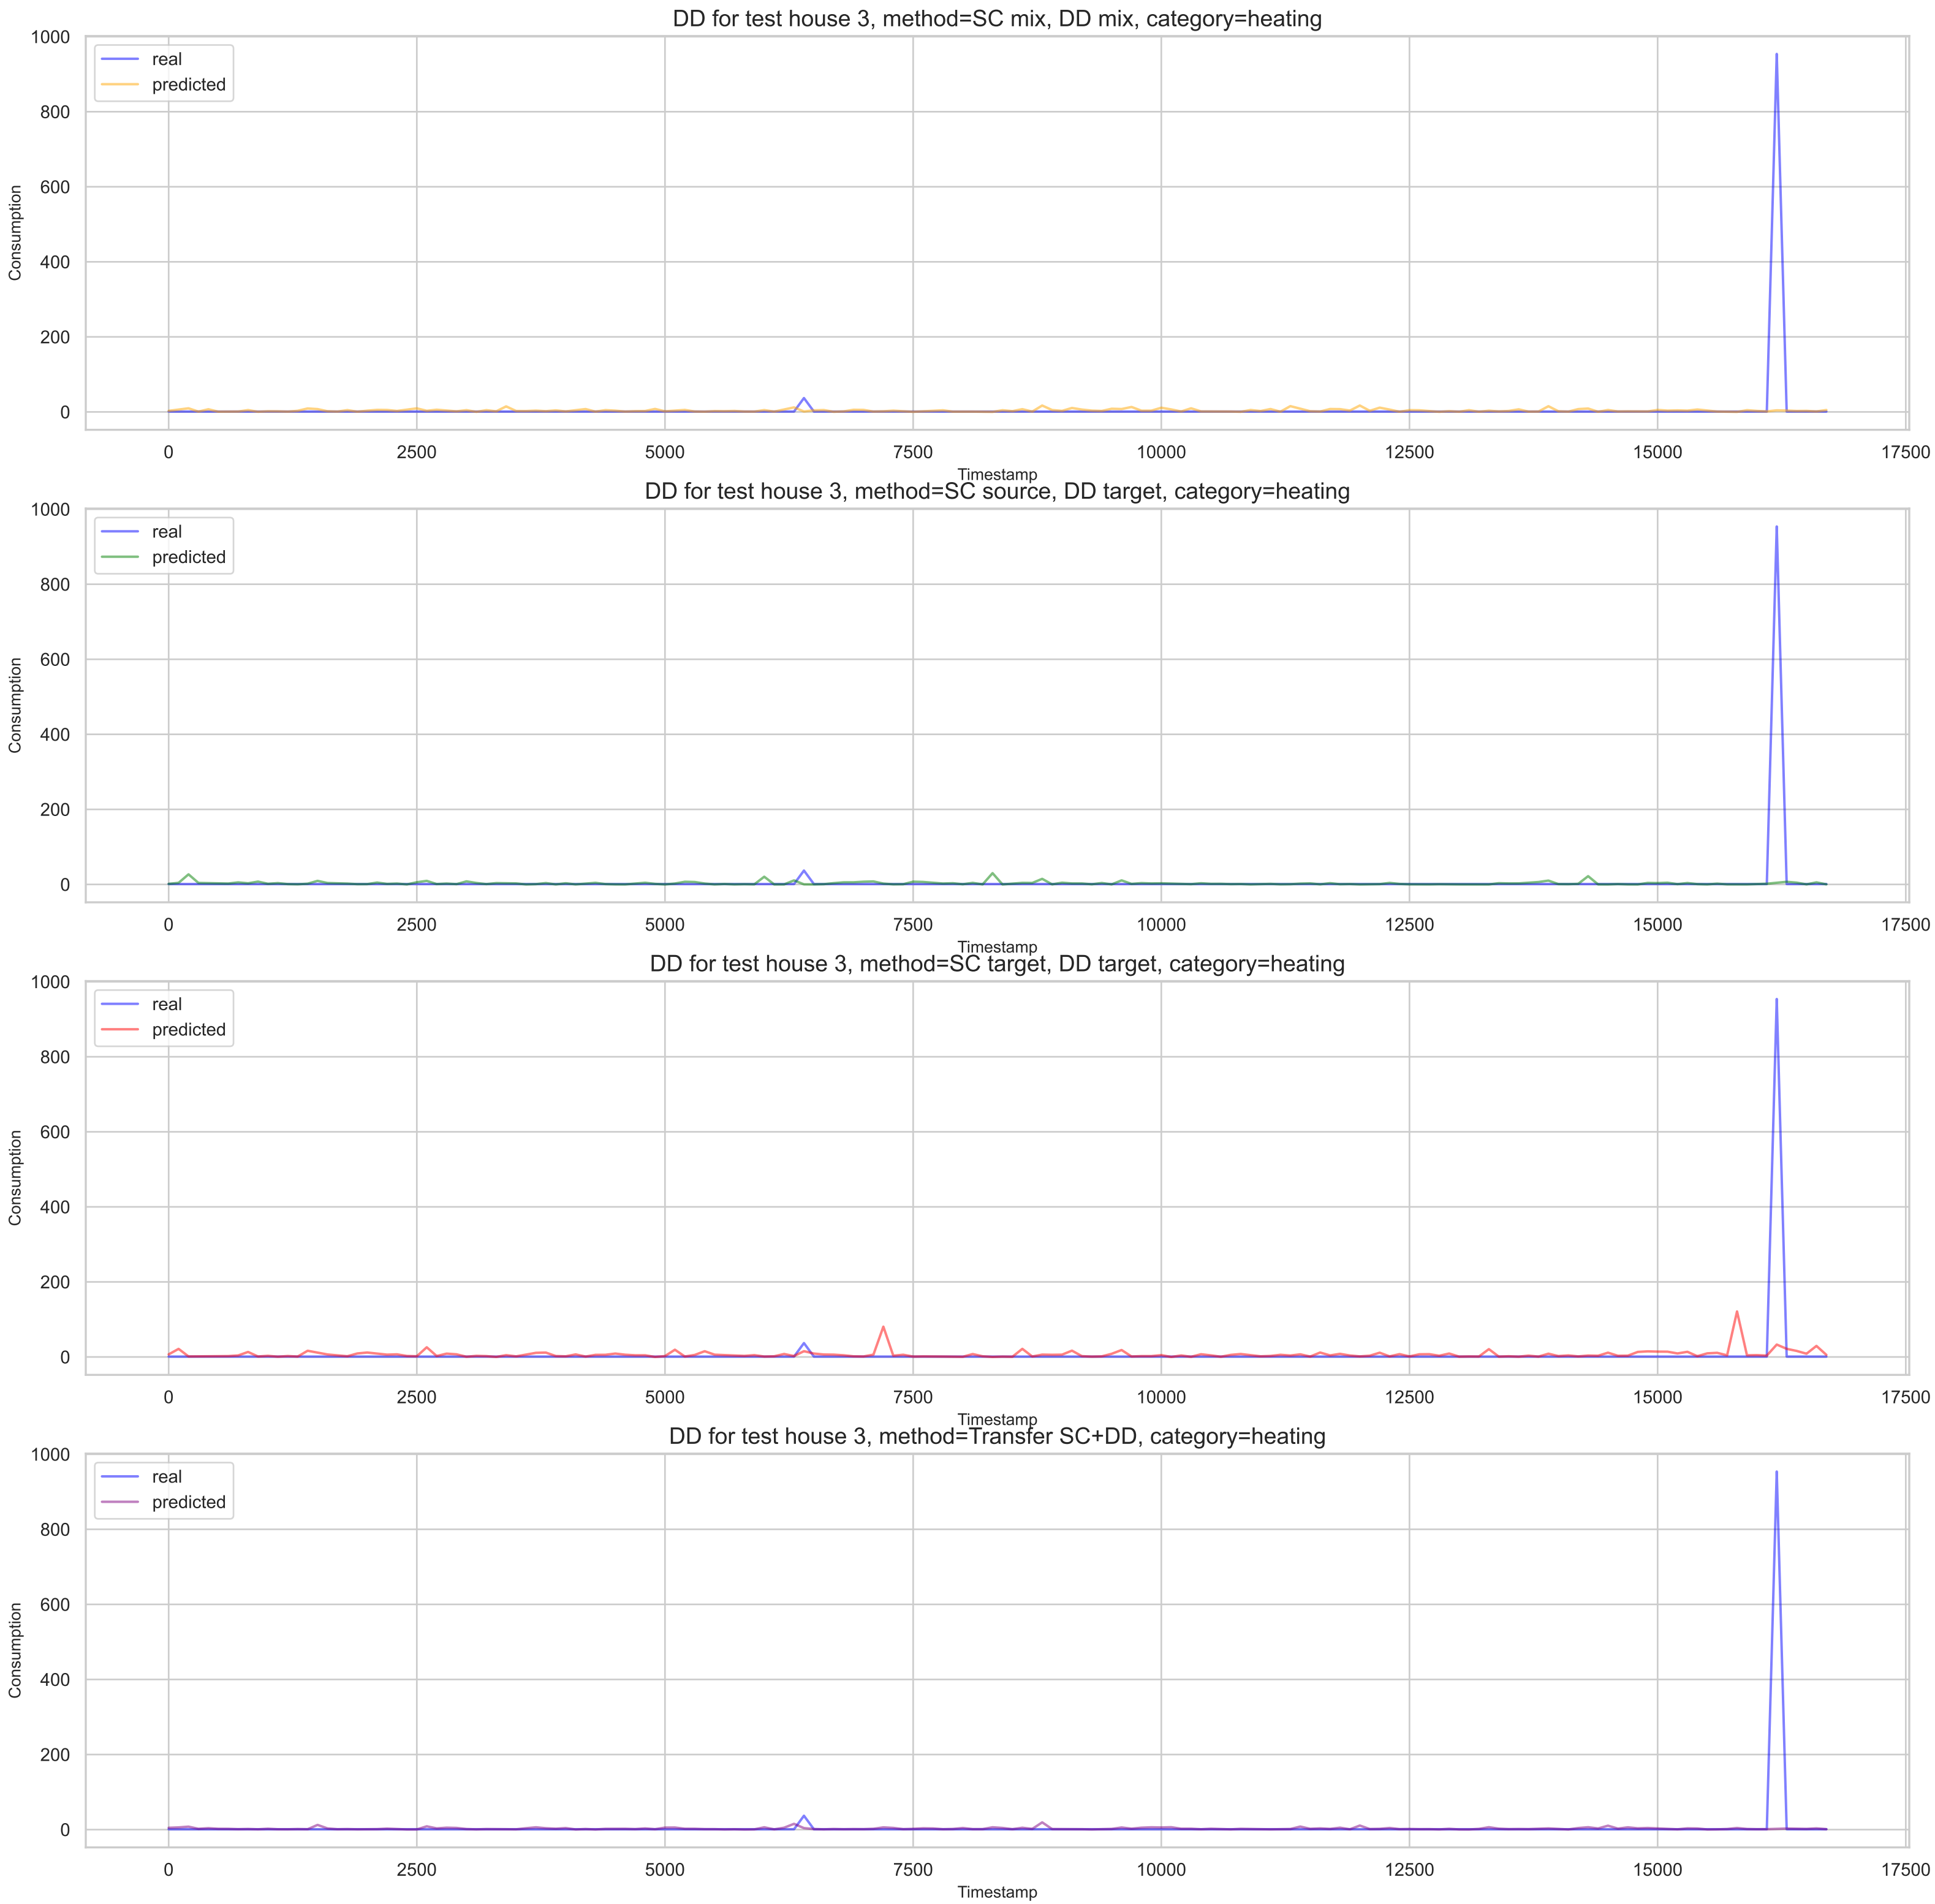 DD for test house 3, method=SC mix, DD mix, category=heating
1000
800
600
400
200
0
Consumption
real
predicted
0 2500 5000 7500 10000 12500 15000 17500
Timestamp
DD for test house 3, method=SC source, DD target, category=heating
1000
800
600
400
200
0
Consumption
real
predicted
0 2500 5000 7500 10000 12500 15000 17500
Timestamp
DD for test house 3, method=SC target, DD target, category=heating
1000
800
600
400
200
0
Consumption
real
predicted
0 2500 5000 7500 10000 12500 15000 17500
Timestamp
DD for test house 3, method=Transfer SC+DD, category=heating
1000
800
600
400
200
0
Consumption
real
predicted
0 2500 5000 7500 10000 12500 15000 17500
Timestamp